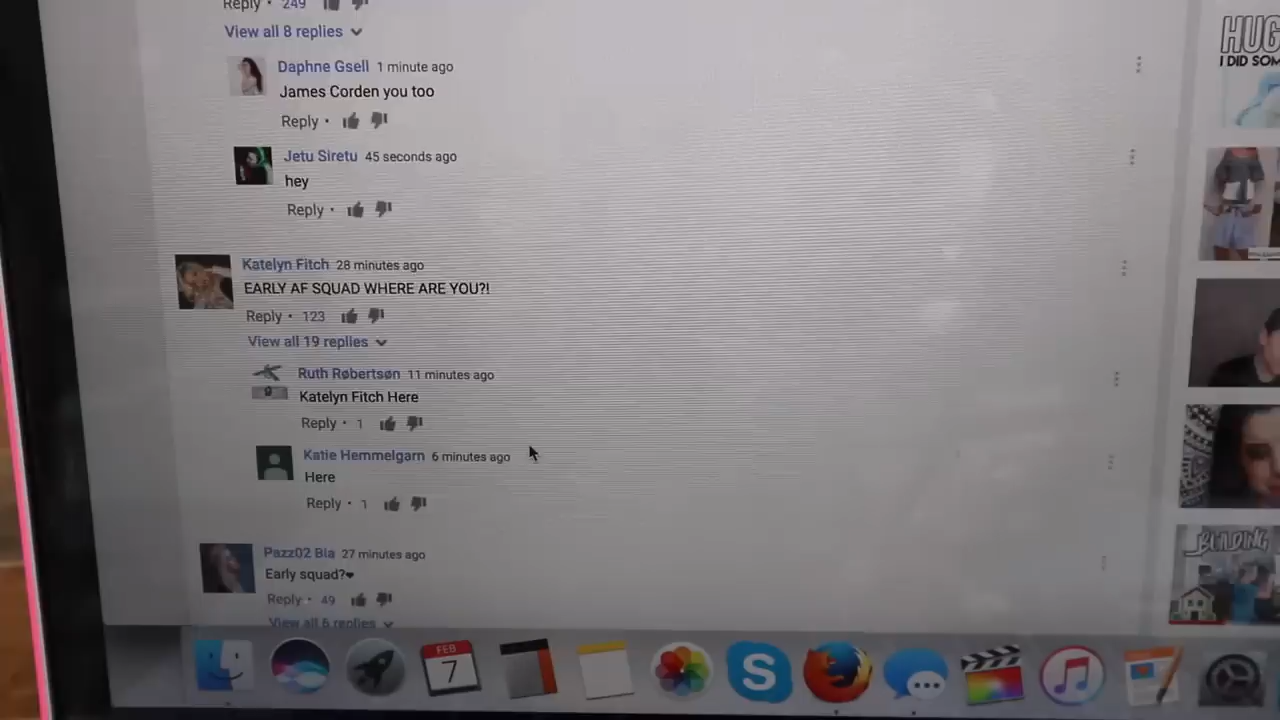 Reply · 249
View all 8 replies
Daphne Gsell 1 minute ago
James Corden you too
Reply ·
Jetu Siretu 45 seconds ago
hey
Reply ·
Katelyn Fitch 28 minutes ago
EARLY AF SQUAD WHERE ARE YOU?!
Reply · 123
View all 19 replies
Ruth Røbertsøn 11 minutes ago
Katelyn Fitch Here
Reply · 1
Katie Hemmelgarn 6 minutes ago
Here
Reply · 1
Pazz02 Bla 27 minutes ago
Early squad?❤
Reply · 49
View all 6 replies
HUG
I DID SOM
BUILDING
FEB
7
S